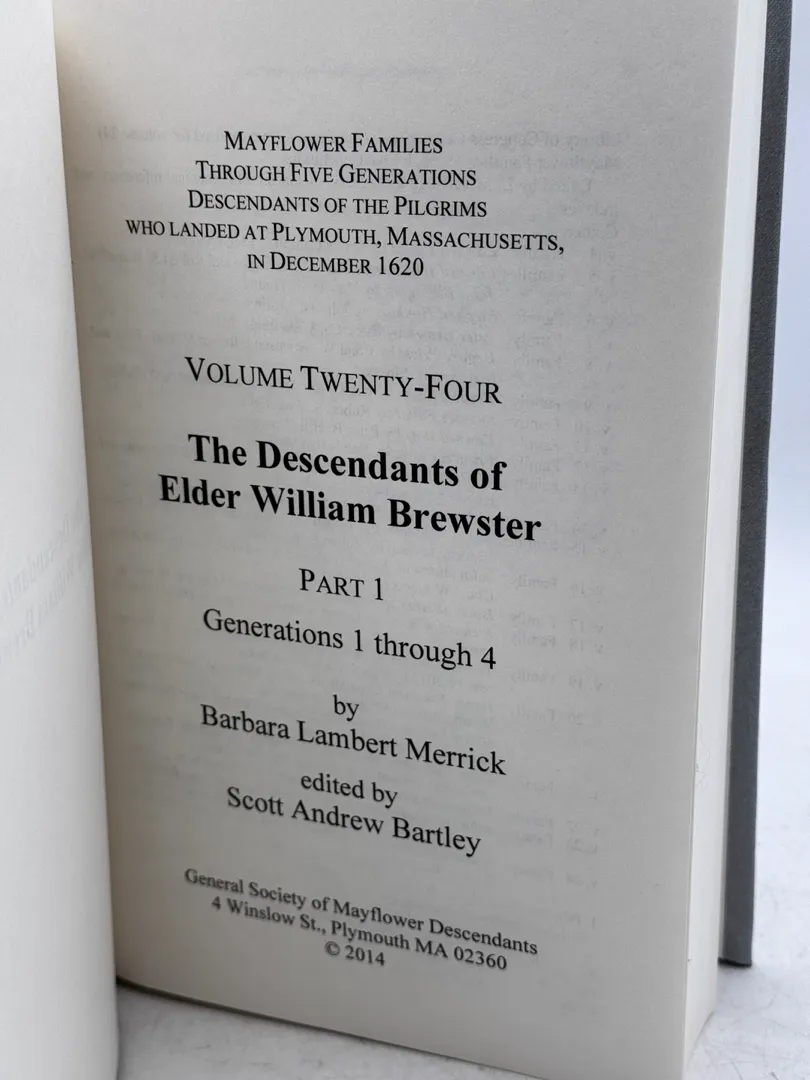 MAYFLOWER FAMILIES
THROUGH FIVE GENERATIONS
DESCENDANTS OF THE PILGRIMS
WHO LANDED AT PLYMOUTH, MASSACHUSETTS,
IN DECEMBER 1620
VOLUME TWENTY-FOUR
The Descendants of
Elder William Brewster
PART 1
Generations 1 through 4
by
Barbara Lambert Merrick
edited by
Scott Andrew Bartley
General Society of Mayflower Descendants
4 Winslow St., Plymouth MA 02360
© 2014